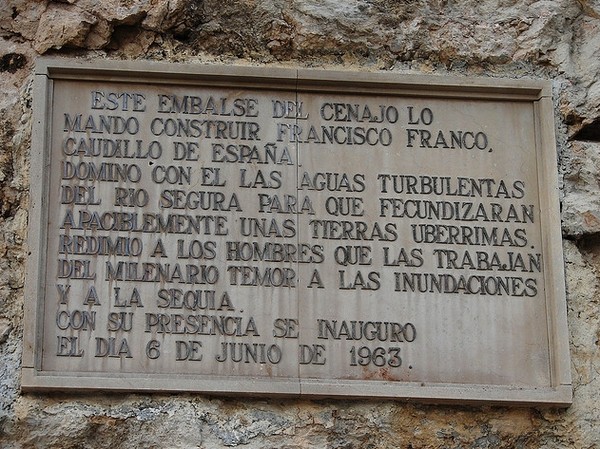 ESTE EMBALSE DEL CENAJO LO
MANDO CONSTRUIR FRANCISCO FRANCO,
CAUDILLO DE ESPAÑA
DOMINO CON EL LAS AGUAS TURBULENTAS
DEL RIO SEGURA PARA QUE FECUNDIZARAN
APACIBLEMENTE UNAS TIERRAS UBERRIMAS.
REDIMIO A LOS HOMBRES QUE LAS TRABAJAN
DEL MILENARIO TEMOR A LAS INUNDACIONES
Y A LA SEQUIA.
CON SU PRESENCIA SE INAUGURO
EL DIA 6 DE JUNIO DE 1963.